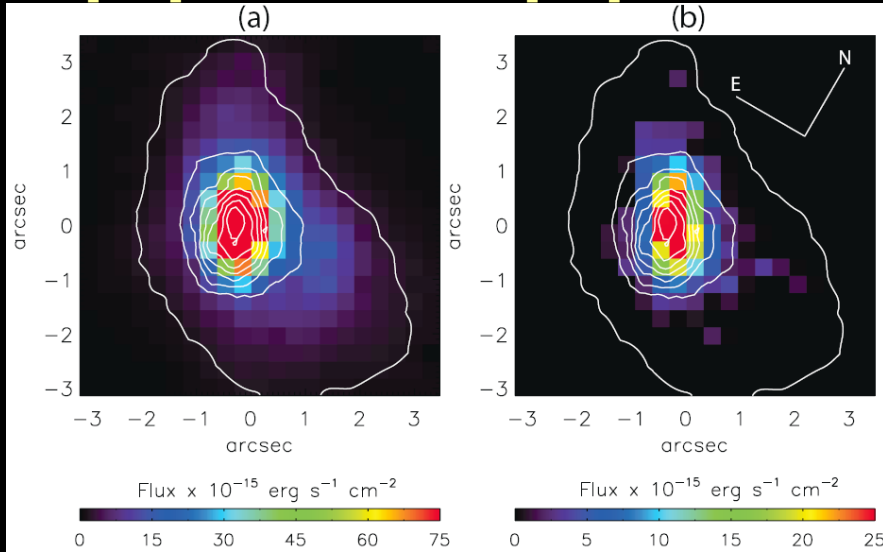 (a)
(b)
3
2
1
0
−1
−2
−3
arcsec
−3 −2 −1 0 1 2 3
arcsec
Flux x 10⁻¹⁵ erg s⁻¹ cm⁻²
0 15 30 45 60 75
N
E
3
2
1
0
−1
−2
−3
arcsec
−3 −2 −1 0 1 2 3
arcsec
Flux x 10⁻¹⁵ erg s⁻¹ cm⁻²
0 5 10 15 20 25